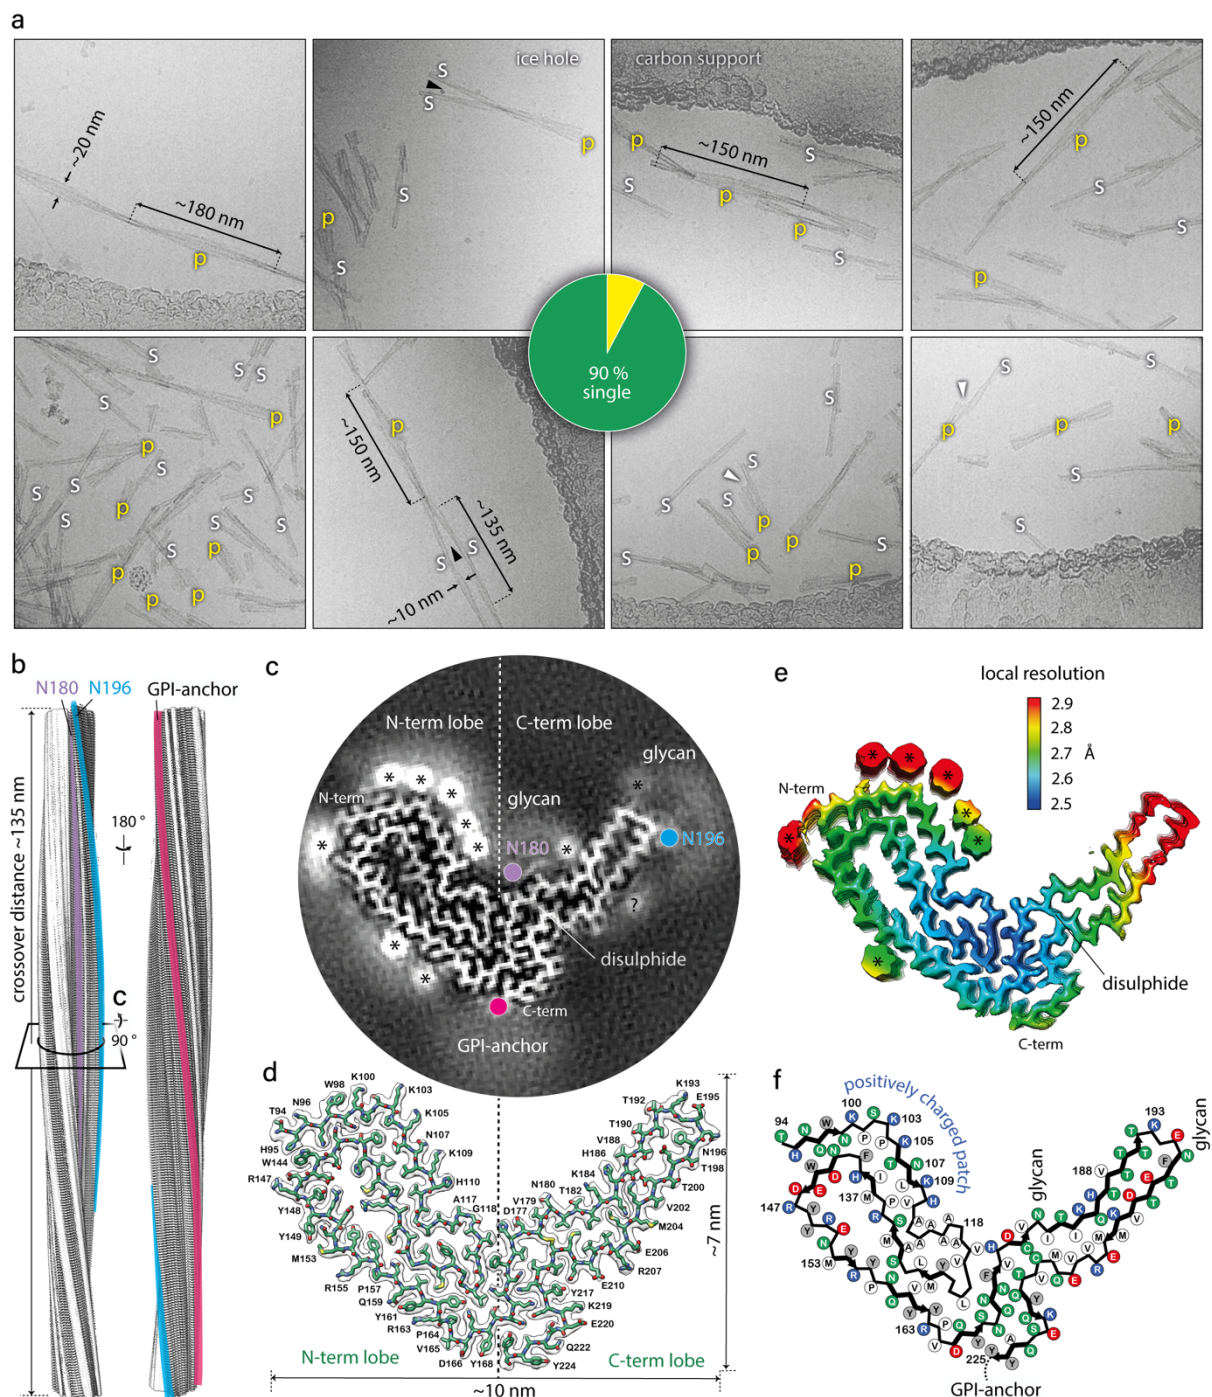 a
ice hole
carbon support
~20 nm
~180 nm
p
S
S
p
S
S
p
p
~150 nm
S
p
S
p
S
~150 nm
p
S
S
p
90 %
single
S
S
S
S
p
p
S
S
S
p
S
S
p
p
p
p
~150 nm
p
~135 nm
S
~10 nm
S
S
S
p
p
p
S
p
S
p
p
p
S
S
b
N180
N196
GPI-anchor
crossover distance ~135 nm
180 °
c
90 °
c
N-term lobe
C-term lobe
glycan
glycan
N-term
* * *
*
*
*
*
*
*
*
N180
N196
?
disulphide
C-term
GPI-anchor
e
local resolution
2.9
2.8
2.7
2.6
2.5
Å
N-term
* * * * * * *
disulphide
C-term
d
K100
W98
N96
T94
H95
W144
R147
Y148
Y149
M153
R155
P157
Q159
Y161
R163
P164
V165
D166
Y168
K103
K105
N107
K109
H110
A117
G118
D177
V179
N180
T182
K184
H186
V188
T190
T192
K193
E195
N196
T198
T200
V202
M204
E206
R207
E210
Y217
K219
E220
Q222
Y224
N-term lobe
C-term lobe
~10 nm
~7 nm
f
positively charged patch
94
100
103
105
107
109
118
137
147
153
163
188
193
225
glycan
glycan
GPI-anchor